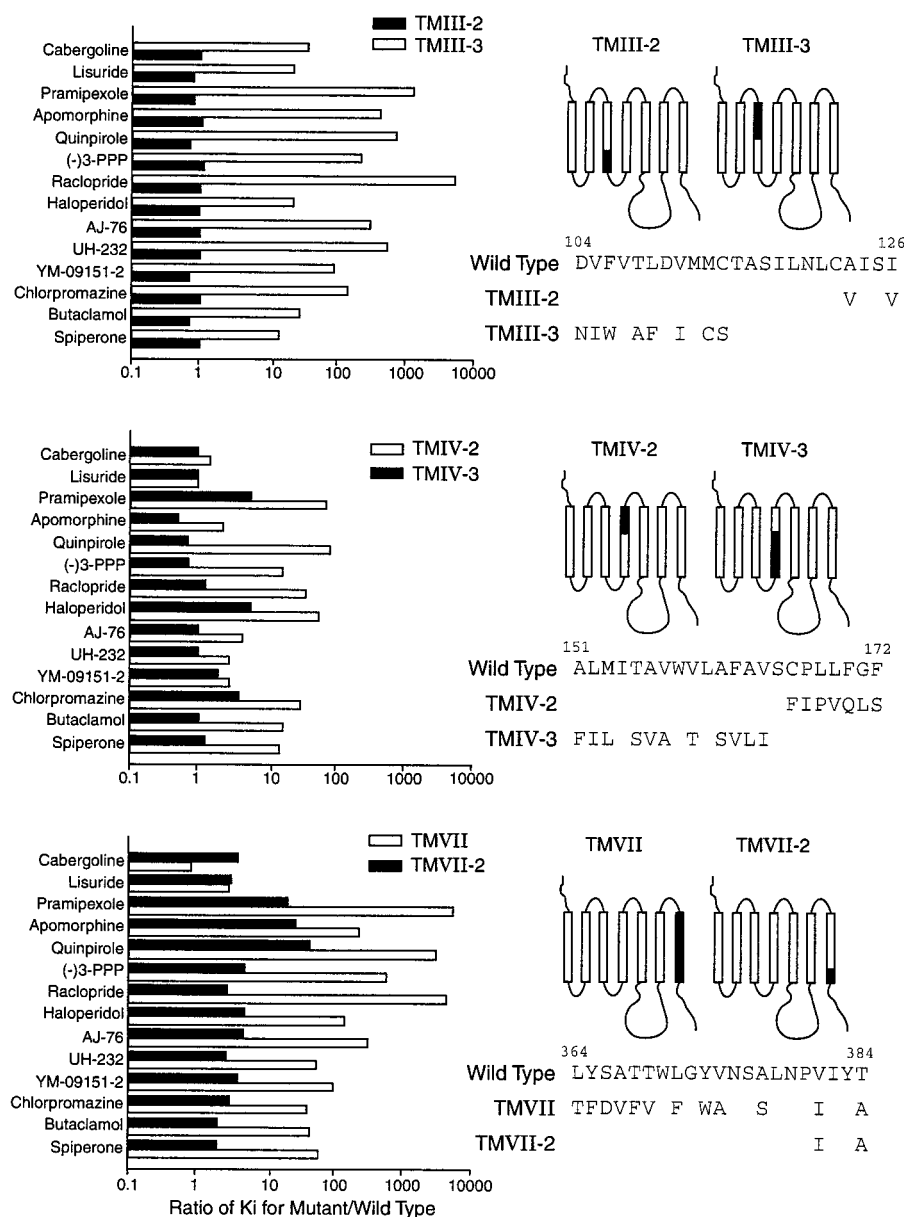 TMIII-2
TMIII-3
Cabergoline
Lisuride
Pramipexole
Apomorphine
Quinpirole
(-)3-PPP
Raclopride
Haloperidol
AJ-76
UH-232
YM-09151-2
Chlorpromazine
Butaclamol
Spiperone
0.1 1 10 100 1000 10000
TMIII-2 TMIII-3
104 126
Wild Type DVFVTLDVMMCTASILNLCAISI
TMIII-2 V V
TMIII-3 NIW AF I CS
TMIV-2
TMIV-3
Cabergoline
Lisuride
Pramipexole
Apomorphine
Quinpirole
(-)3-PPP
Raclopride
Haloperidol
AJ-76
UH-232
YM-09151-2
Chlorpromazine
Butaclamol
Spiperone
0.1 1 10 100 1000 10000
TMIV-2 TMIV-3
151 172
Wild Type ALMITAVWVLAFAVSCPLLFGF
TMIV-2 FIPVQLS
TMIV-3 FIL SVA T SVLI
TMVII
TMVII-2
Cabergoline
Lisuride
Pramipexole
Apomorphine
Quinpirole
(-)3-PPP
Raclopride
Haloperidol
AJ-76
UH-232
YM-09151-2
Chlorpromazine
Butaclamol
Spiperone
0.1 1 10 100 1000 10000
Ratio of Ki for Mutant/Wild Type
TMVII TMVII-2
364 384
Wild Type LYSATTWLGYVNSALNPVIYT
TMVII TFDVFV F WA S I A
TMVII-2 I A